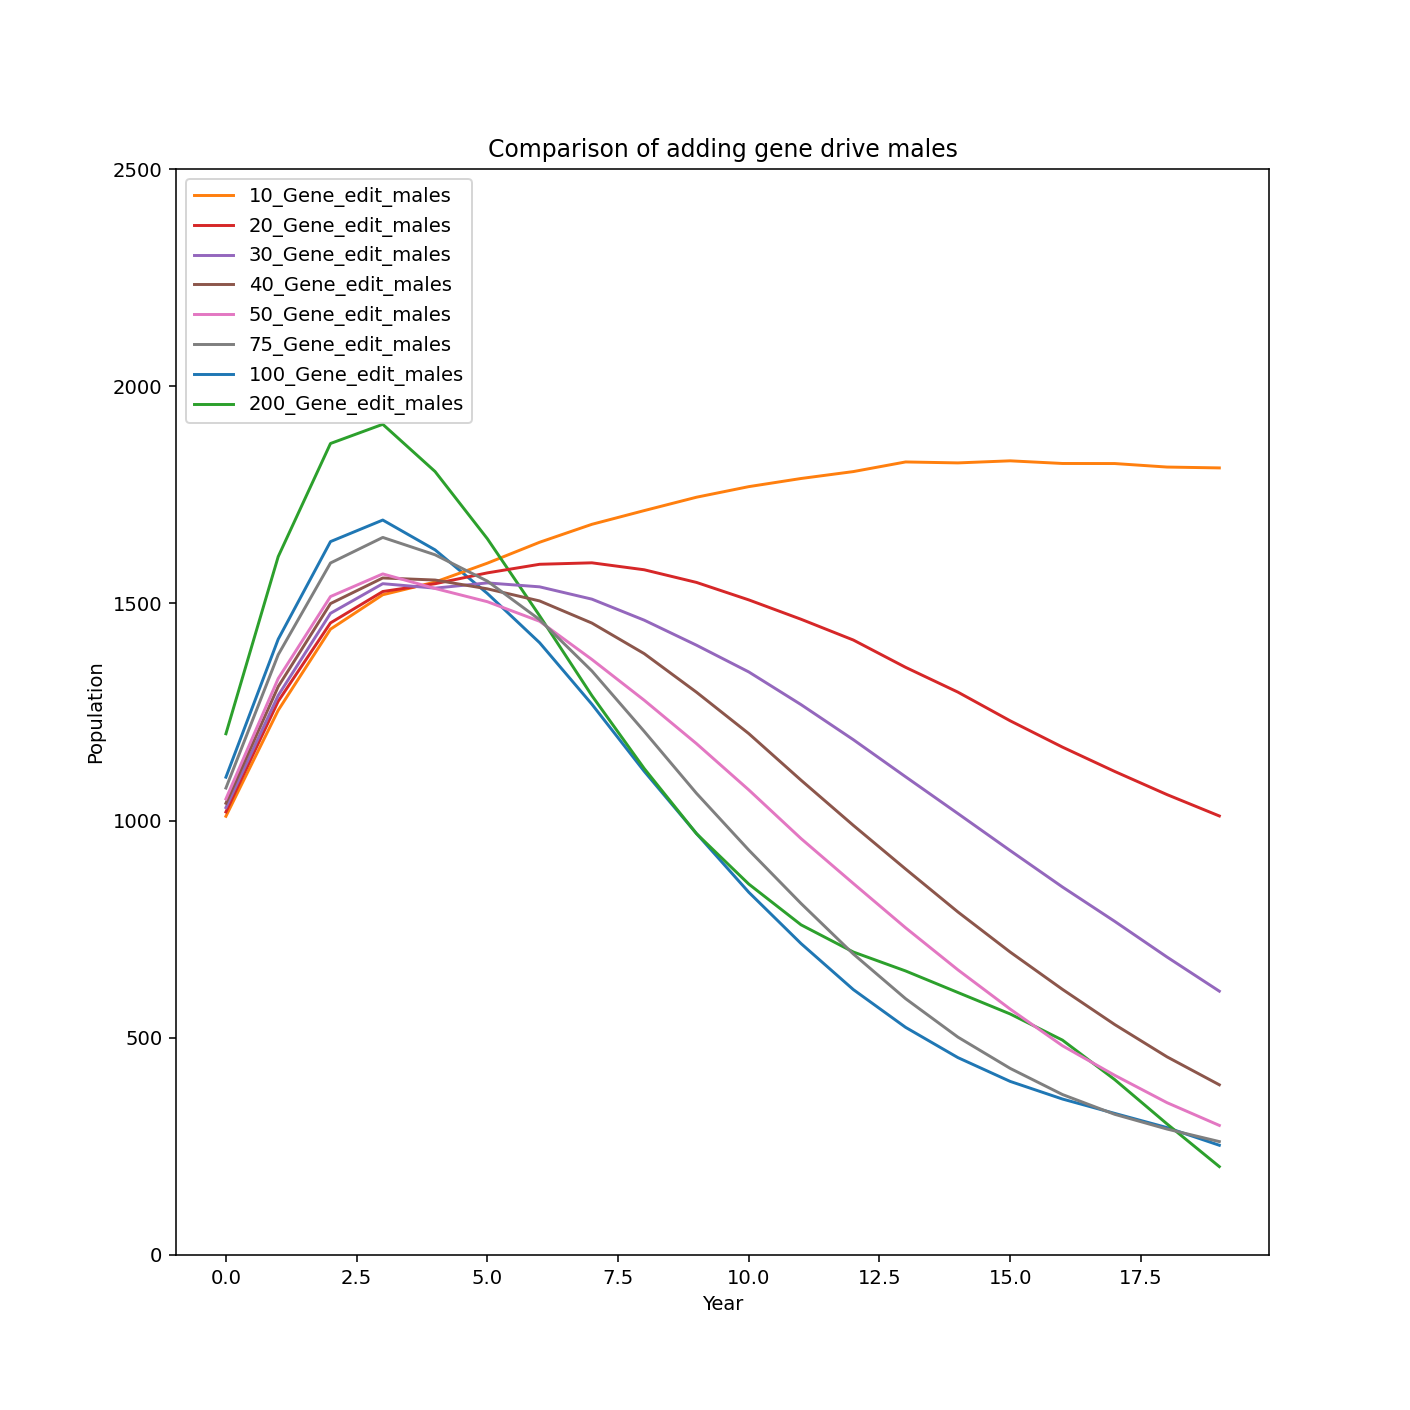 Comparison of adding gene drive males
2500
2000
1500
1000
500
0
10_Gene_edit_males
20_Gene_edit_males
30_Gene_edit_males
40_Gene_edit_males
50_Gene_edit_males
75_Gene_edit_males
100_Gene_edit_males
200_Gene_edit_males
Population
0.0 2.5 5.0 7.5 10.0 12.5 15.0 17.5
Year